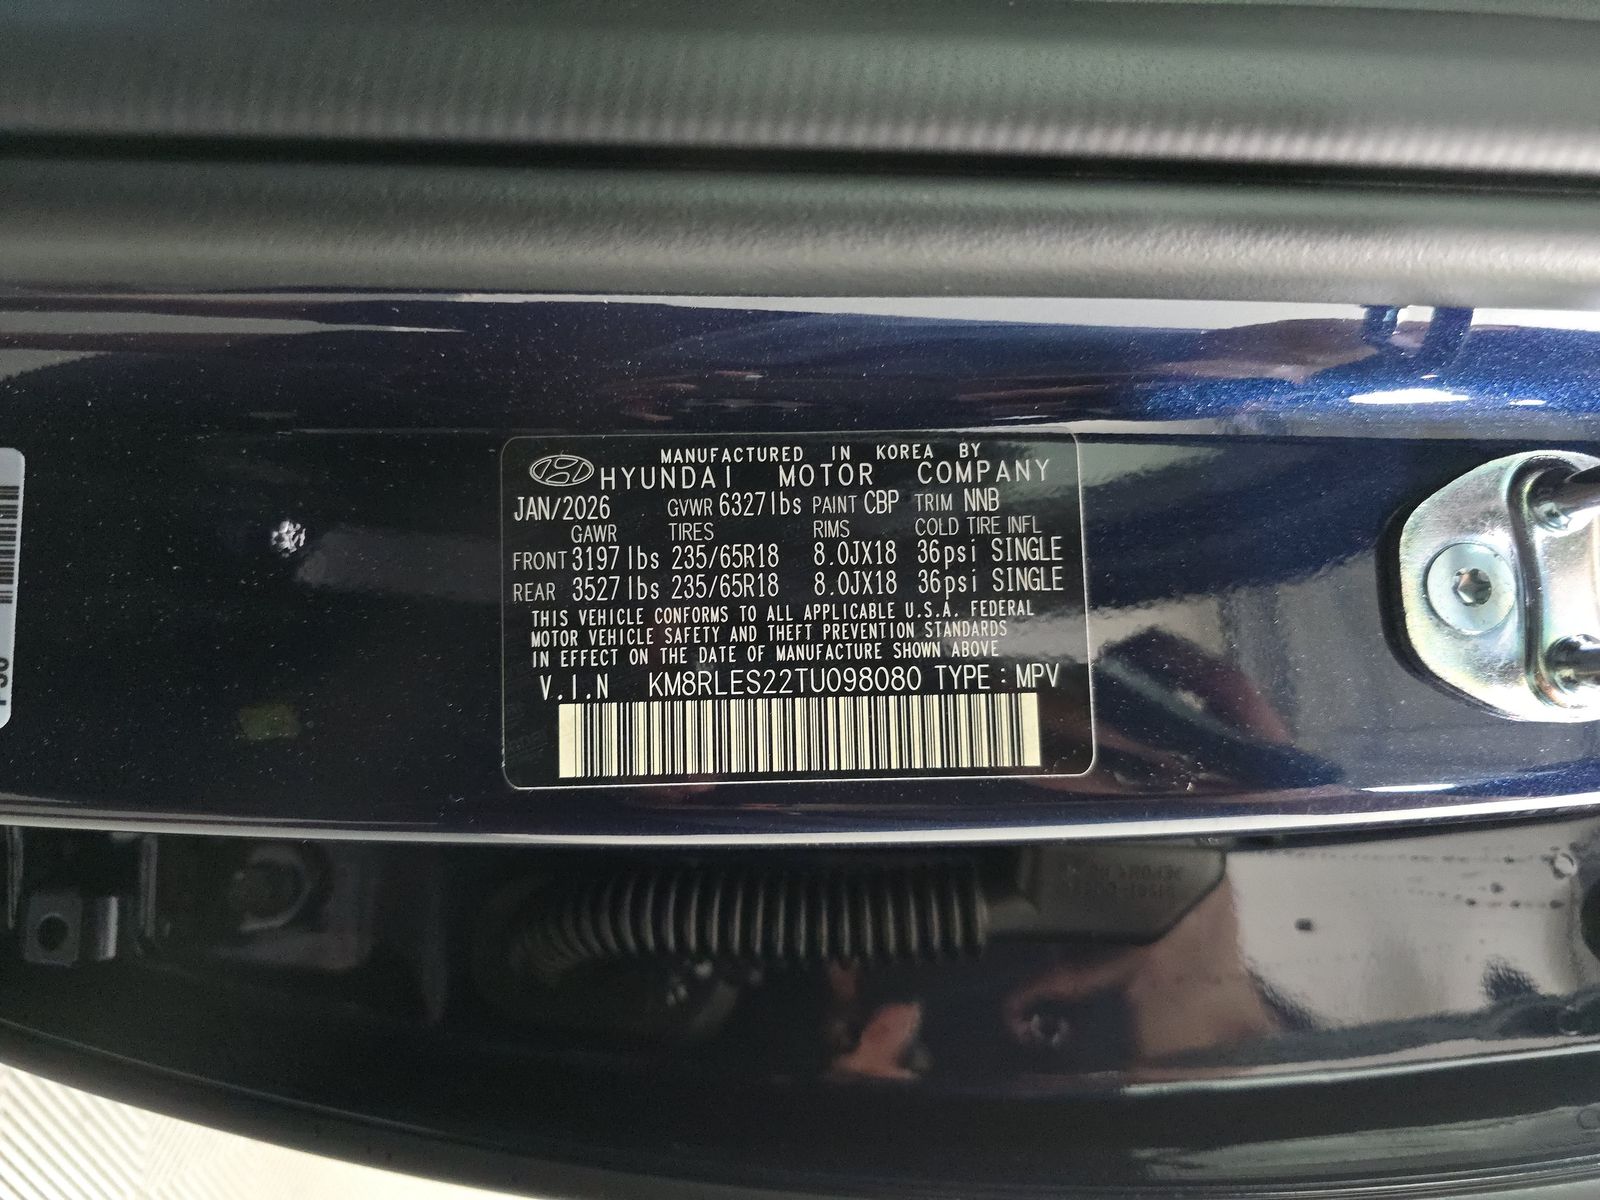 MANUFACTURED IN KOREA BY
HYUNDAI MOTOR COMPANY
JAN/2026 GVWR 6327lbs PAINT CBP TRIM NNB
GAWR TIRES RIMS COLD TIRE INFL
FRONT 3197lbs 235/65R18 8.0JX18 36psi SINGLE
REAR 3527lbs 235/65R18 8.0JX18 36psi SINGLE
THIS VEHICLE CONFORMS TO ALL APPLICABLE U.S.A. FEDERAL
MOTOR VEHICLE SAFETY AND THEFT PREVENTION STANDARDS
IN EFFECT ON THE DATE OF MANUFACTURE SHOWN ABOVE
V.I.N KM8RLES22TU098080 TYPE : MPV